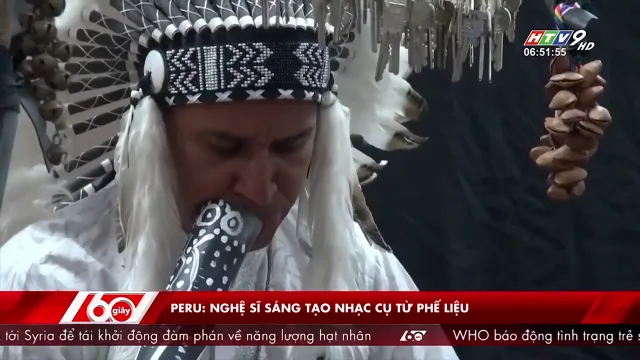 HTV9 HD
06:51:55
60 giây
PERU: NGHỆ SĨ SÁNG TẠO NHẠC CỤ TỪ PHẾ LIỆU
tới Syria để tái khởi động đàm phán về năng lượng hạt nhân 60 WHO báo động tình trạng trẻ s